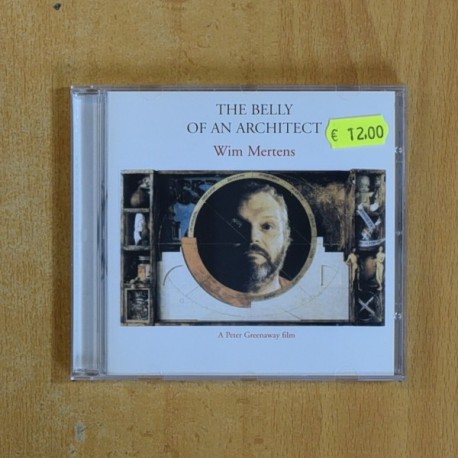 THE BELLY
OF AN ARCHITECT
€ 12.00
Wim Mertens
A Peter Greenaway film